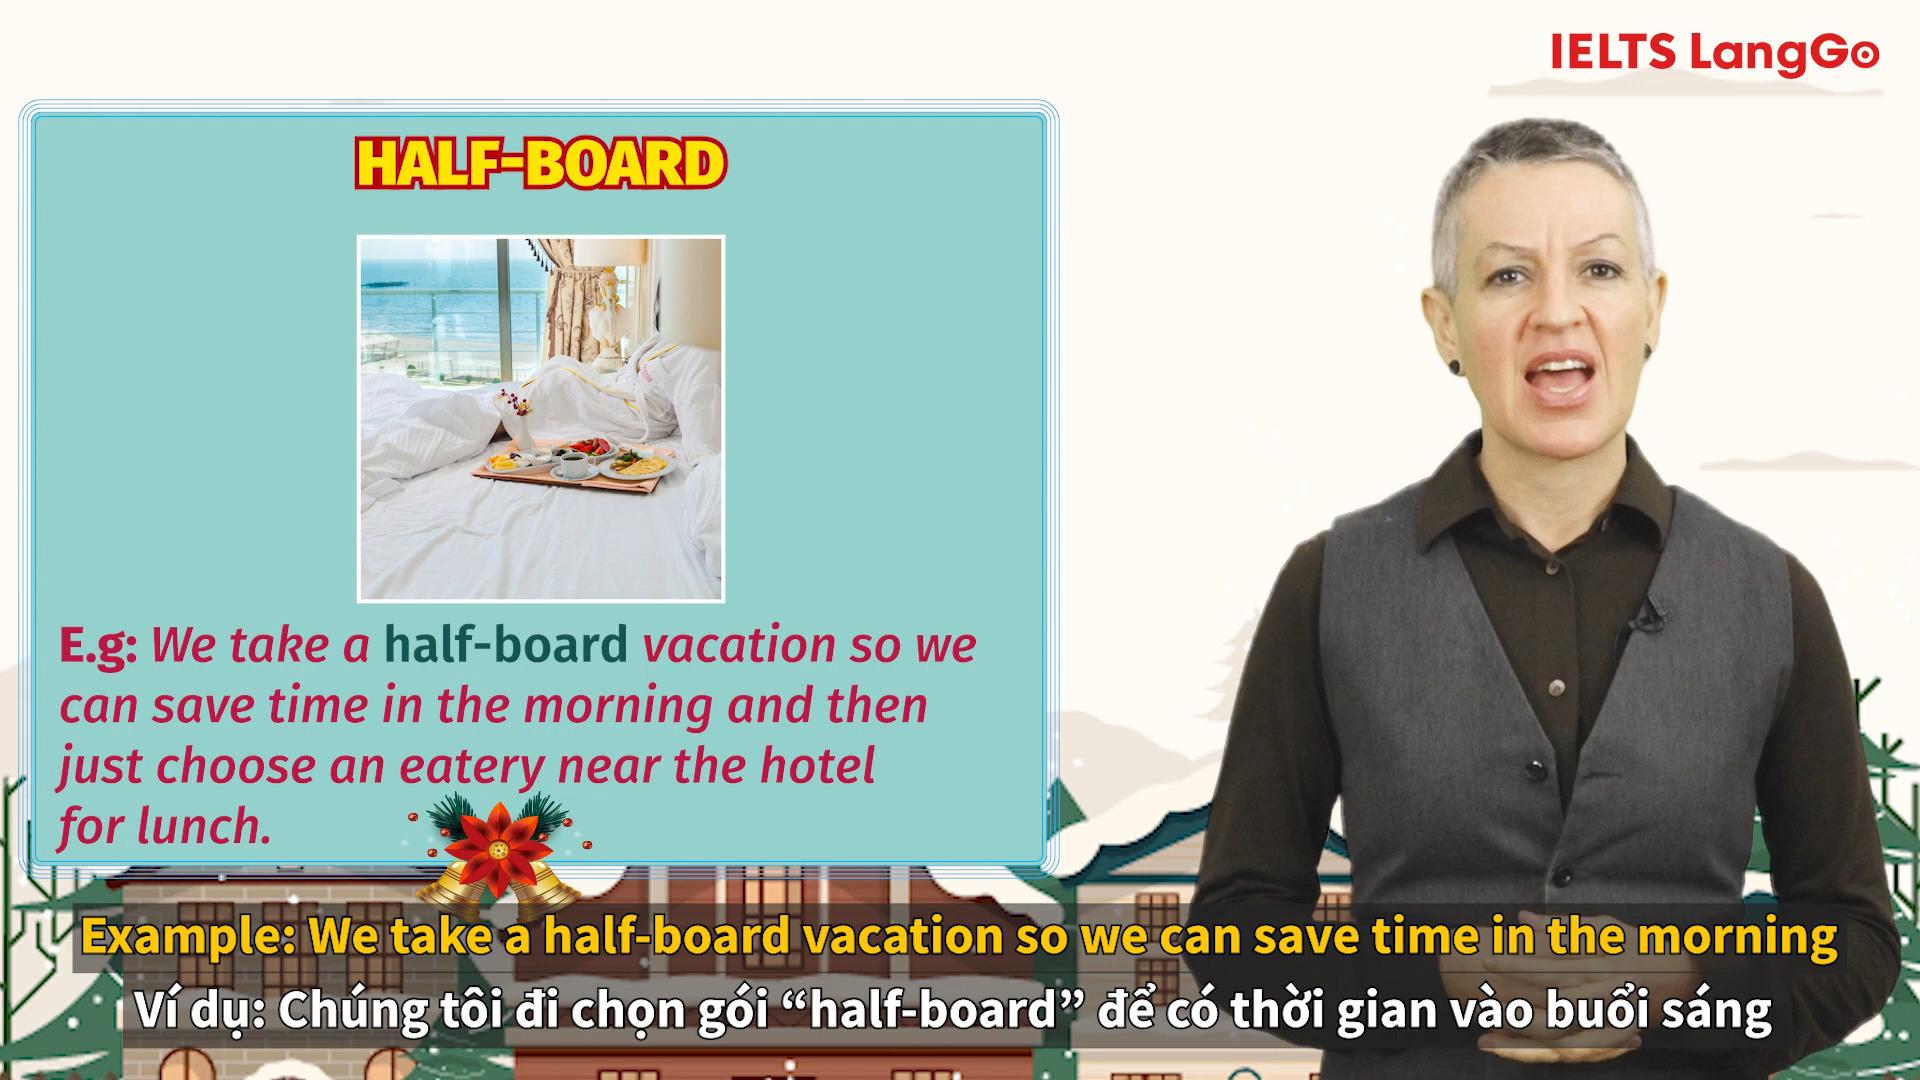 IELTS LangGo
HALF-BOARD
E.g: We take a half-board vacation so we
can save time in the morning and then
just choose an eatery near the hotel
for lunch.
Example: We take a half-board vacation so we can save time in the morning
Ví dụ: Chúng tôi đi chọn gói “half-board” để có thời gian vào buổi sáng